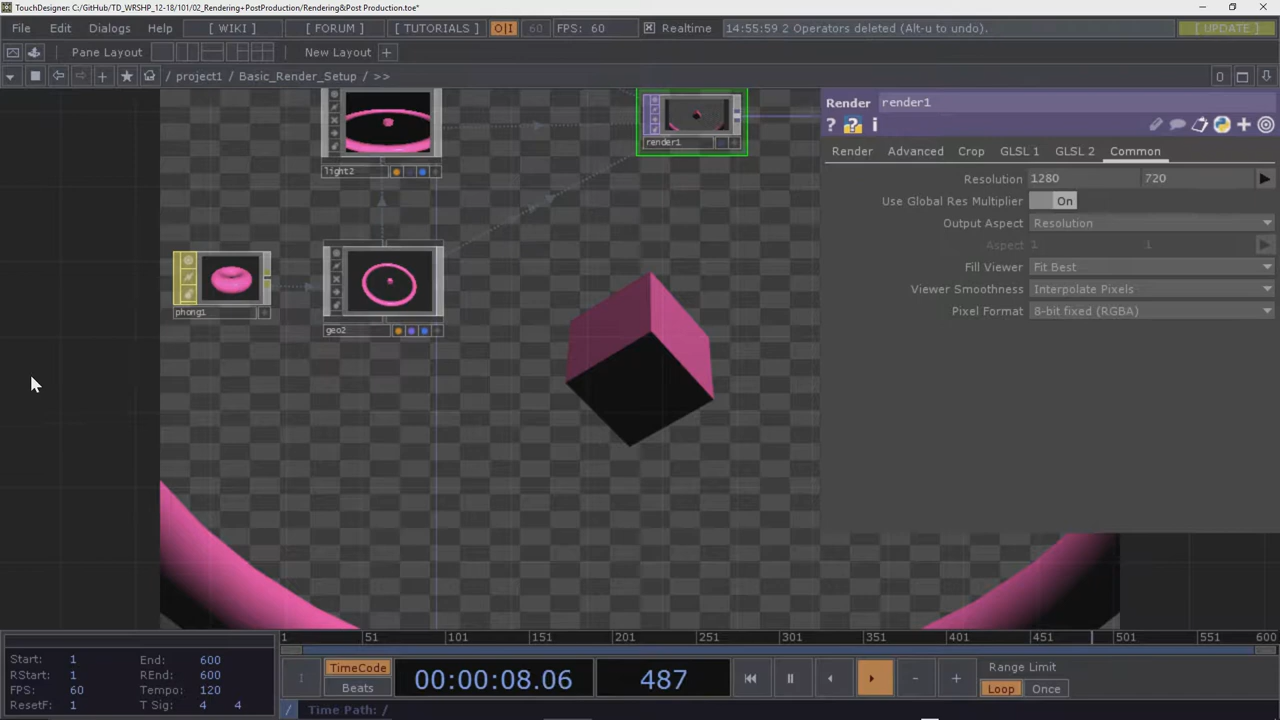 TouchDesigner: C:/GitHub/TD_WRSHP_12-18/101/02_Rendering+PostProduction/Rendering&Post Production.toe*
File Edit Dialogs [ WIKI ] [ FORUM ] [ TUTORIALS ] O|I 60 FPS: 60 Realtime 14:55:59 2 Operators deleted (Alt-u to undo). [ UPDATE ]
Pane Layout New Layout +
/ project1 / Basic_Render_Setup / >> 0
Render render1
? ? i
Render Advanced Crop GLSL 1 GLSL 2 Common
Resolution 1280 720
Use Global Res Multiplier On
Output Aspect Resolution
Aspect 1 1
Fill Viewer Fit Best
Viewer Smoothness Interpolate Pixels
Pixel Format 8-bit fixed (RGBA)
render1
light2
phong1
geo2
1 51 101 151 201 251 301 351 401 451 501 551 600
Start: 1 End: 600
RStart: 1 REnd: 600
FPS: 60 Tempo: 120
ResetF: 1 T Sig: 4 4
TimeCode
Beats
00:00:08.06
487
Range Limit
Loop Once
/ Time Path: /